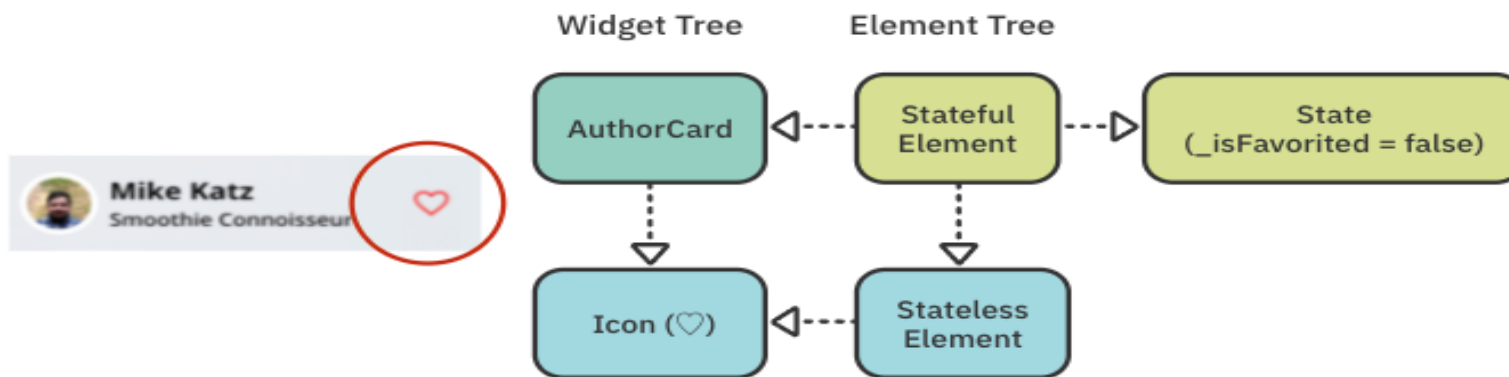 Widget Tree
Element Tree
AuthorCard
Stateful
Element
State
(_isFavorited = false)
Mike Katz
Smoothie Connoisseur
Icon (♡)
Stateless
Element